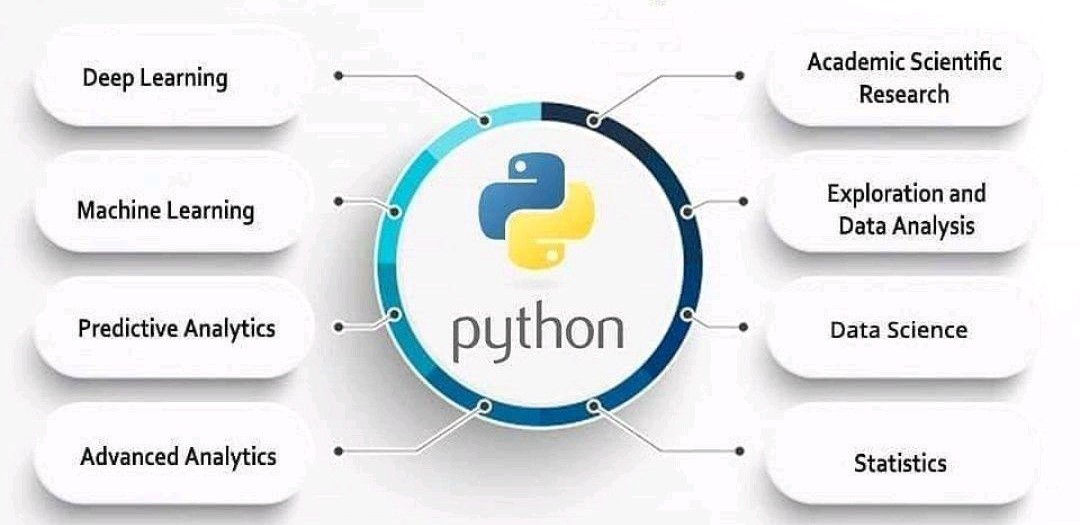 Deep Learning
Machine Learning
Predictive Analytics
Advanced Analytics
python
Academic Scientific
Research
Exploration and
Data Analysis
Data Science
Statistics